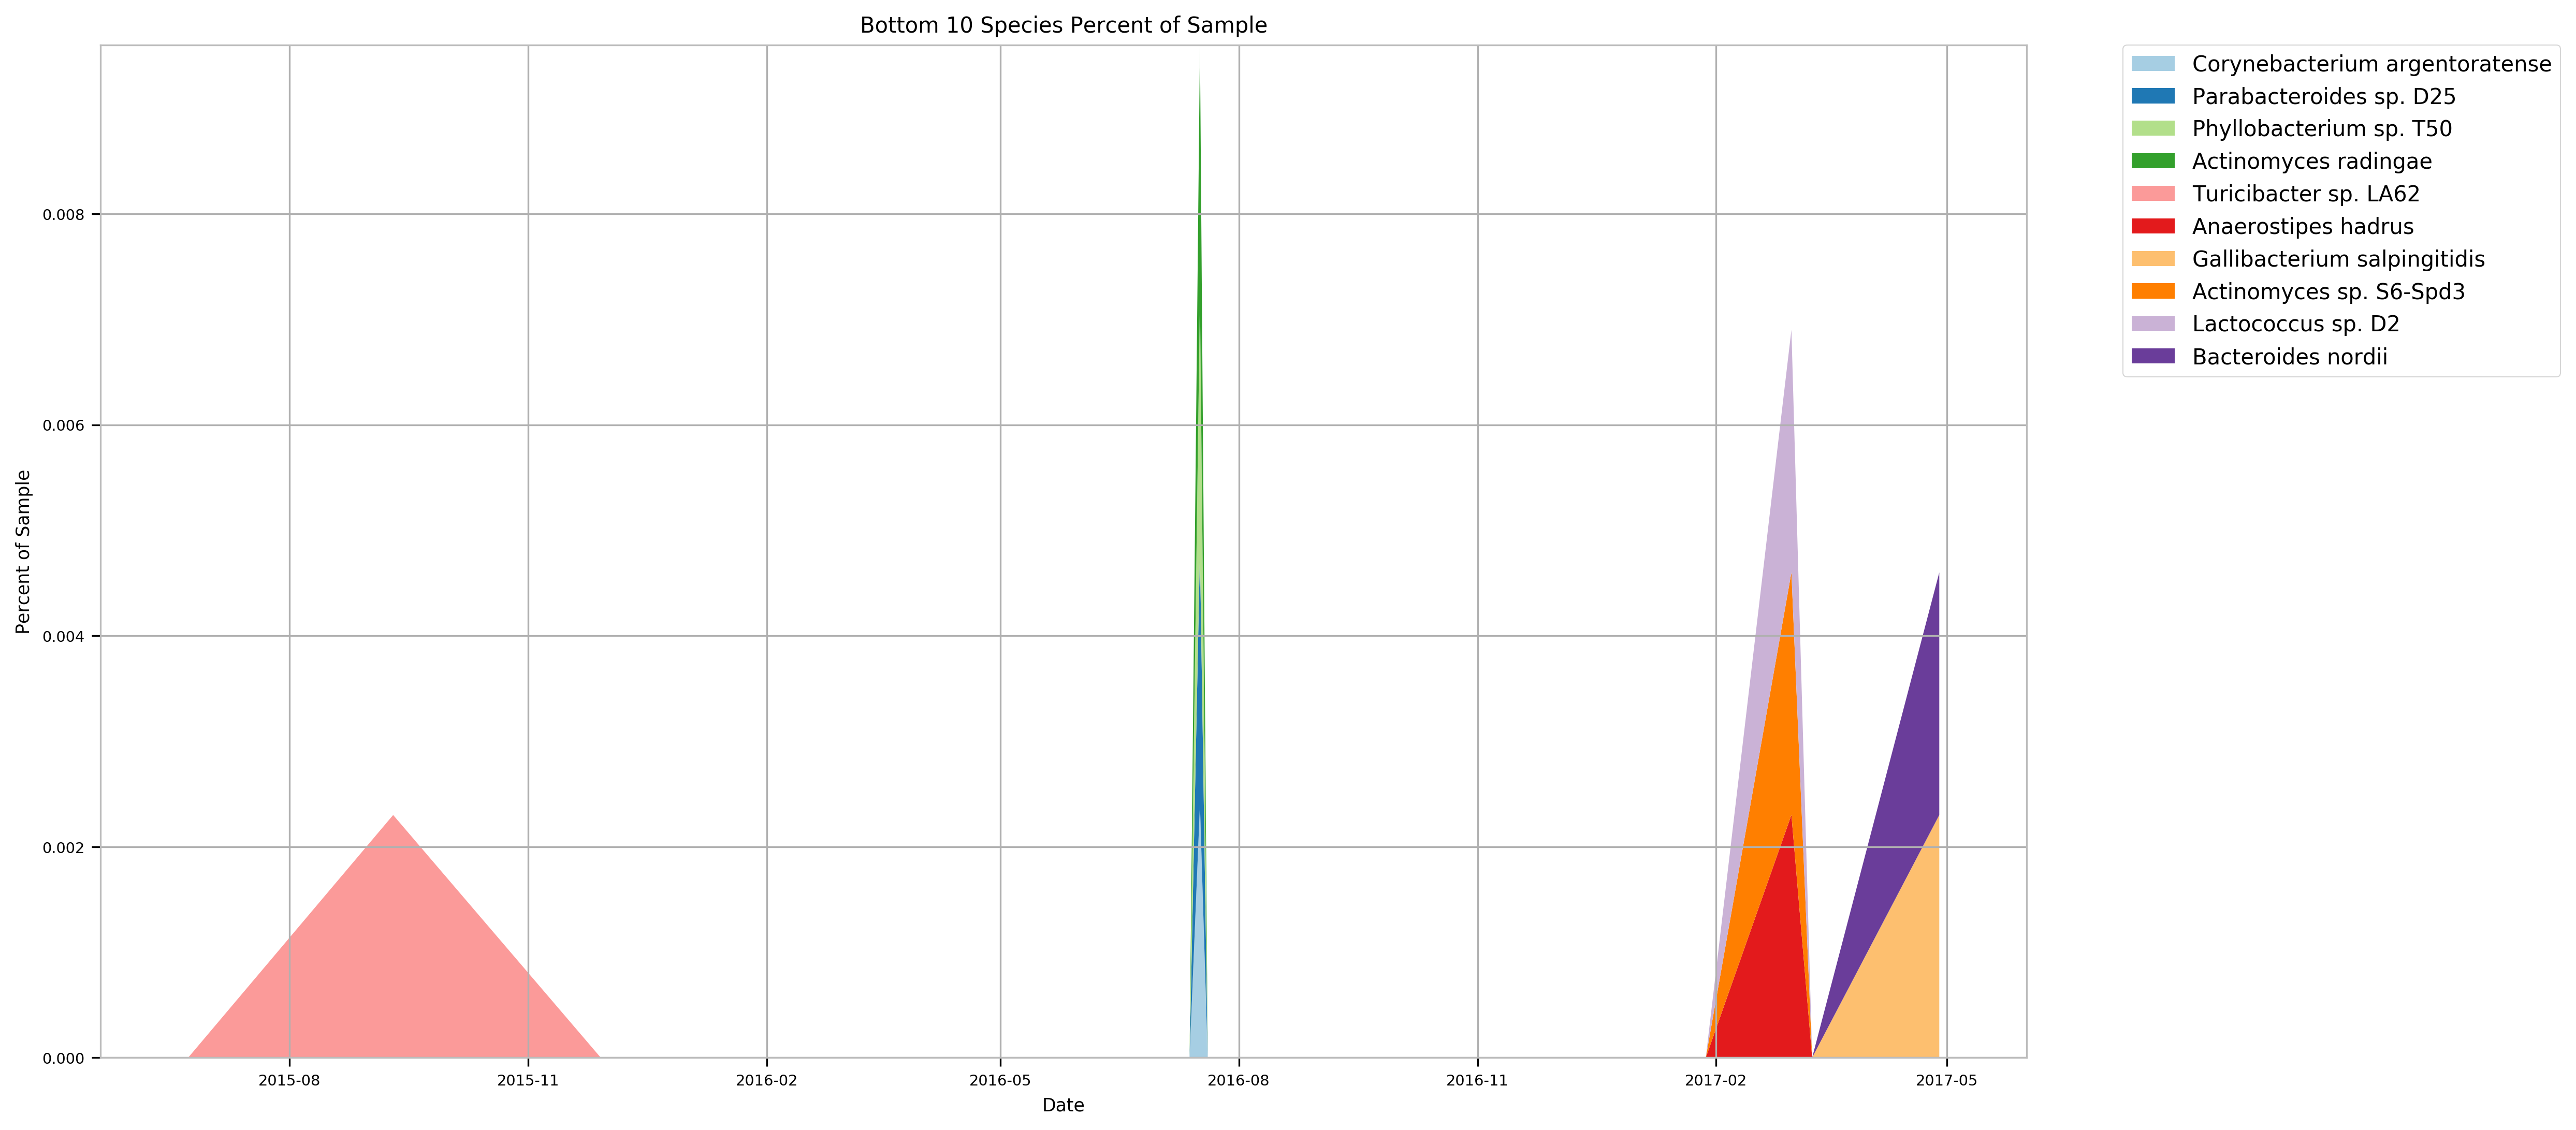 Bottom 10 Species Percent of Sample
Corynebacterium argentoratense
Parabacteroides sp. D25
Phyllobacterium sp. T50
Actinomyces radingae
Turicibacter sp. LA62
Anaerostipes hadrus
Gallibacterium salpingitidis
Actinomyces sp. S6-Spd3
Lactococcus sp. D2
Bacteroides nordii
Percent of Sample
0.008
0.006
0.004
0.002
0.000
2015-08 2015-11 2016-02 2016-05 2016-08 2016-11 2017-02 2017-05
Date